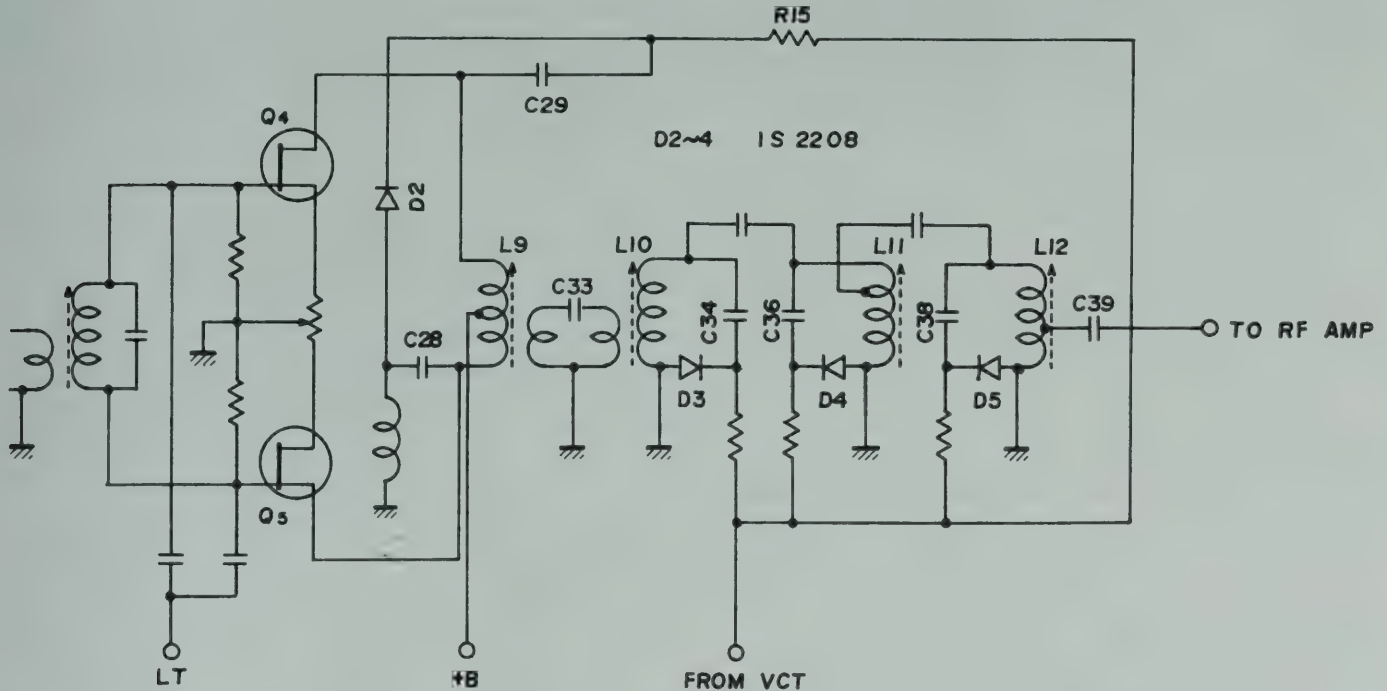 R15
C29
Q4
D2~4 1S 2208
D2
L9
L10
L11
L12
C33
C34
C36
C38
C39
TO RF AMP
C28
D3
D4
D5
Q5
LT
+B
FROM VCT